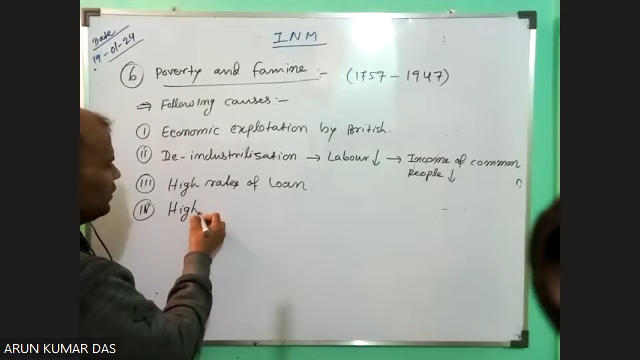 INM
Date
19-01-24
6 Poverty and famine :- (1757 - 1947)
⇒ Following causes:-
i Economic explotation by British.
ii De-industrilisation → Labour ↓ → Income of common
People ↓
III High rates of Loan
IV High
ARUN KUMAR DAS